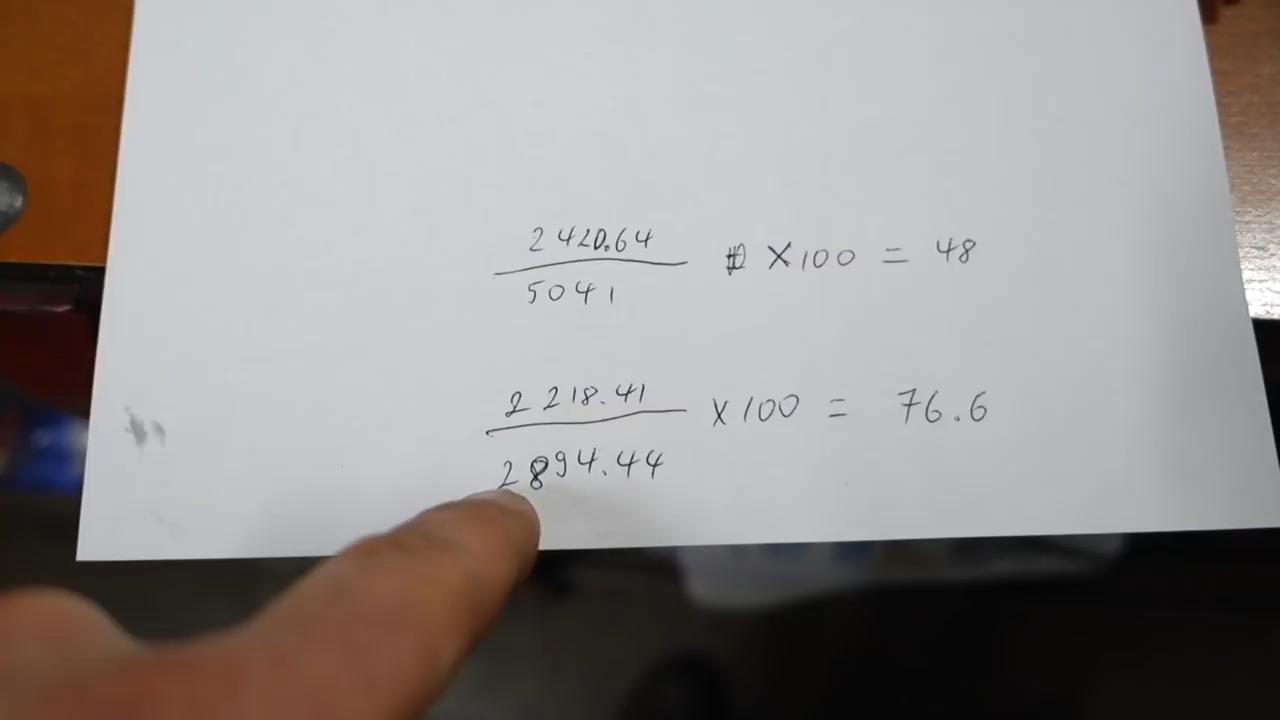 2420.64
5041
×100 = 48
2218.41
2894.44
×100 = 76.6